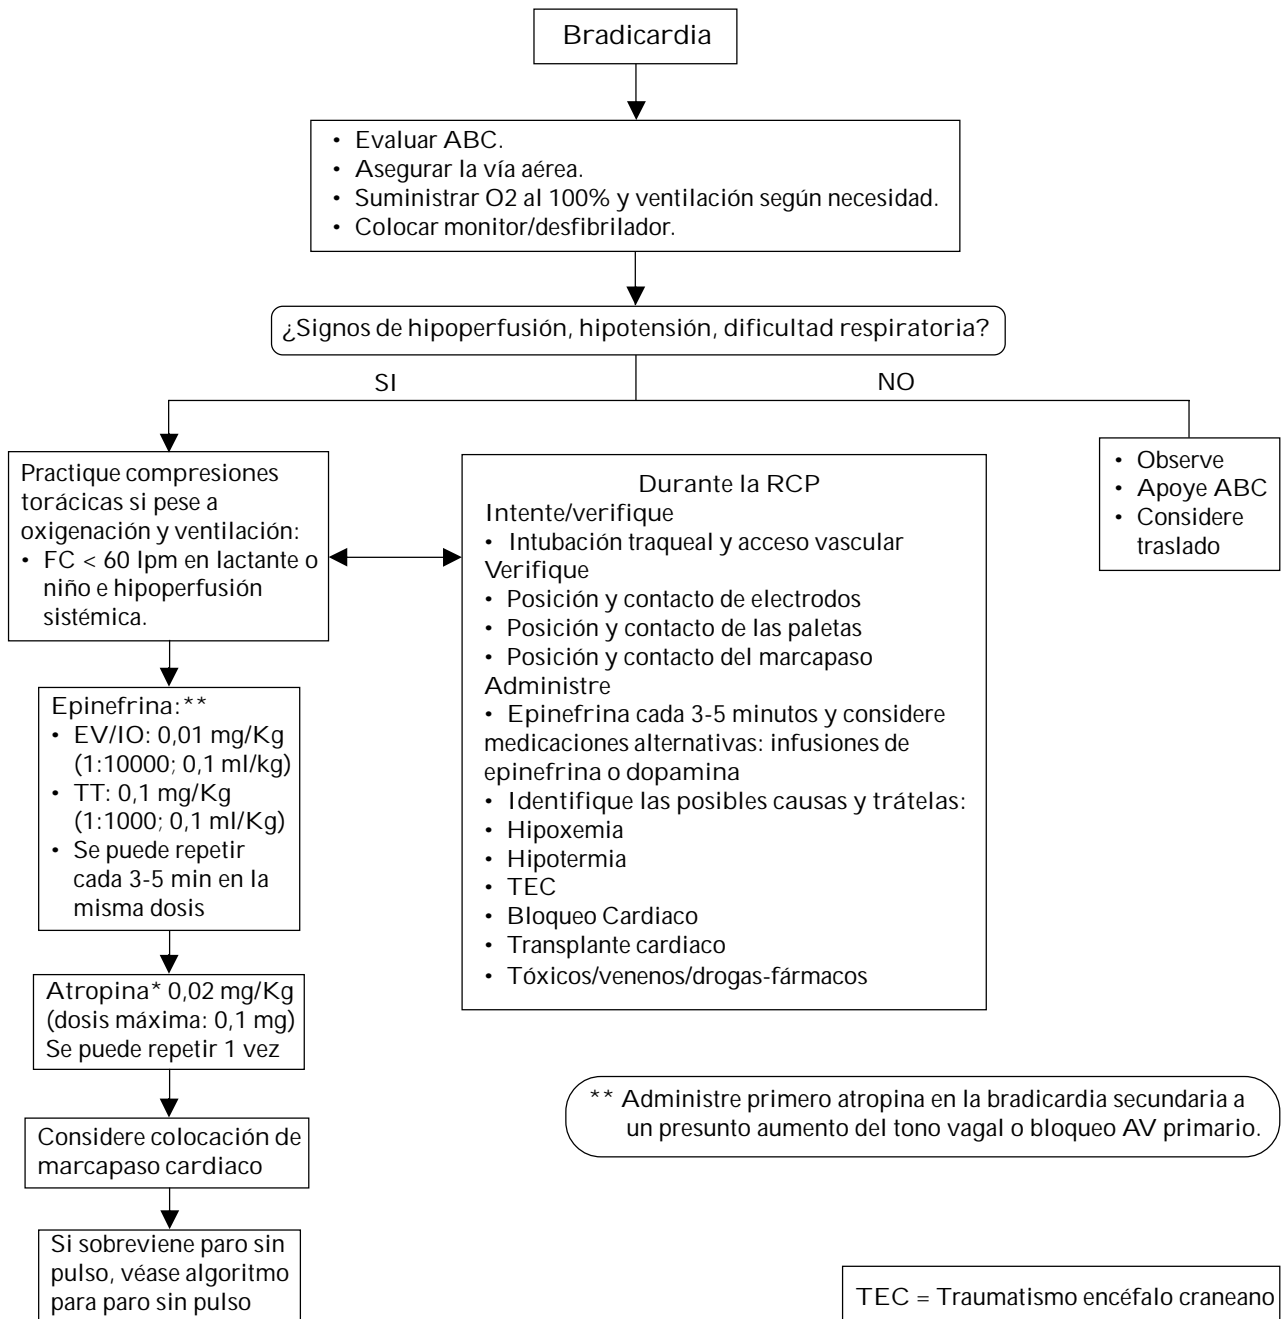 Bradicardia
• Evaluar ABC.
• Asegurar la vía aérea.
• Suministrar O2 al 100% y ventilación según necesidad.
• Colocar monitor/desfibrilador.
¿Signos de hipoperfusión, hipotensión, dificultad respiratoria?
SI
NO
Practique compresiones
torácicas si pese a
oxigenación y ventilación:
• FC < 60 lpm en lactante o
niño e hipoperfusión
sistémica.
Durante la RCP
Intente/verifique
• Intubación traqueal y acceso vascular
Verifique
• Posición y contacto de electrodos
• Posición y contacto de las paletas
• Posición y contacto del marcapaso
Administre
• Epinefrina cada 3-5 minutos y considere
medicaciones alternativas: infusiones de
epinefrina o dopamina
• Identifique las posibles causas y trátelas:
• Hipoxemia
• Hipotermia
• TEC
• Bloqueo Cardiaco
• Transplante cardiaco
• Tóxicos/venenos/drogas-fármacos
• Observe
• Apoye ABC
• Considere
traslado
Epinefrina:**
• EV/IO: 0,01 mg/Kg
(1:10000; 0,1 ml/kg)
• TT: 0,1 mg/Kg
(1:1000; 0,1 ml/Kg)
• Se puede repetir
cada 3-5 min en la
misma dosis
Atropina* 0,02 mg/Kg
(dosis máxima: 0,1 mg)
Se puede repetir 1 vez
Considere colocación de
marcapaso cardiaco
Si sobreviene paro sin
pulso, véase algoritmo
para paro sin pulso
** Administre primero atropina en la bradicardia secundaria a
un presunto aumento del tono vagal o bloqueo AV primario.
TEC = Traumatismo encéfalo craneano